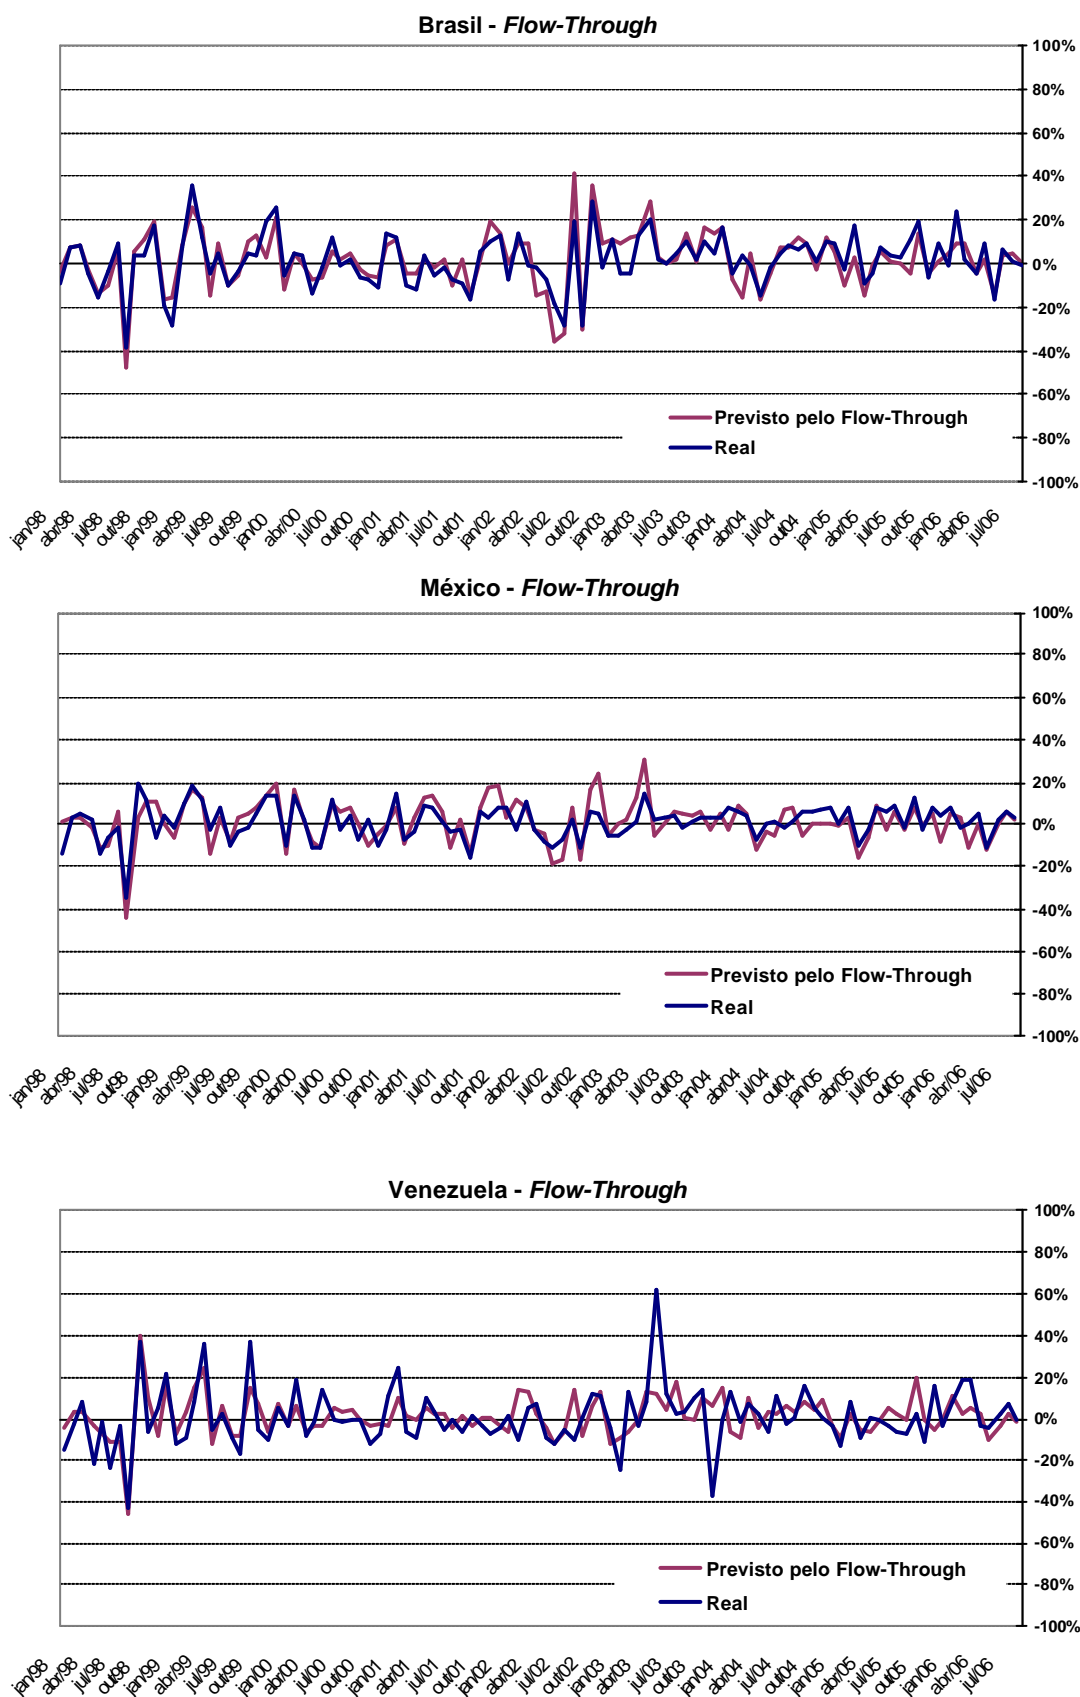 Brasil - Flow-Through
100%
80%
60%
40%
20%
0%
-20%
-40%
-60%
-80%
-100%
Previsto pelo Flow-Through
Real
jan/98 abr/98 jul/98 out/98 jan/99 abr/99 jul/99 out/99 jan/00 abr/00 jul/00 out/00 jan/01 abr/01 jul/01 out/01 jan/02 abr/02 jul/02 out/02 jan/03 abr/03 jul/03 out/03 jan/04 abr/04 jul/04 out/04 jan/05 abr/05 jul/05 out/05 jan/06 abr/06 jul/06
México - Flow-Through
100%
80%
60%
40%
20%
0%
-20%
-40%
-60%
-80%
-100%
Previsto pelo Flow-Through
Real
jan/98 abr/98 jul/98 out/98 jan/99 abr/99 jul/99 out/99 jan/00 abr/00 jul/00 out/00 jan/01 abr/01 jul/01 out/01 jan/02 abr/02 jul/02 out/02 jan/03 abr/03 jul/03 out/03 jan/04 abr/04 jul/04 out/04 jan/05 abr/05 jul/05 out/05 jan/06 abr/06 jul/06
Venezuela - Flow-Through
100%
80%
60%
40%
20%
0%
-20%
-40%
-60%
-80%
-100%
Previsto pelo Flow-Through
Real
jan/98 abr/98 jul/98 out/98 jan/99 abr/99 jul/99 out/99 jan/00 abr/00 jul/00 out/00 jan/01 abr/01 jul/01 out/01 jan/02 abr/02 jul/02 out/02 jan/03 abr/03 jul/03 out/03 jan/04 abr/04 jul/04 out/04 jan/05 abr/05 jul/05 out/05 jan/06 abr/06 jul/06